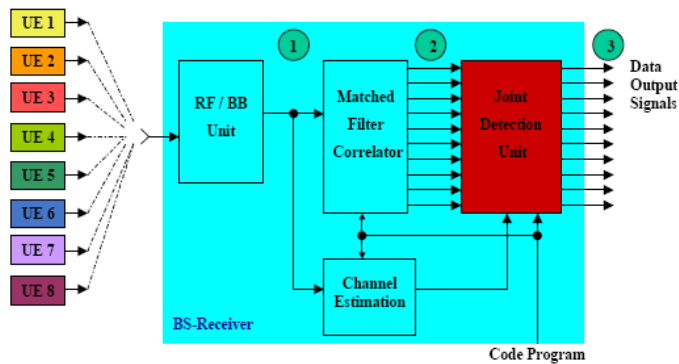 UE 1
UE 2
UE 3
UE 4
UE 5
UE 6
UE 7
UE 8
RF / BB
Unit
1
Matched
Filter
Correlator
2
Joint
Detection
Unit
3
Data
Output
Signals
Channel
Estimation
BS-Receiver
Code Program